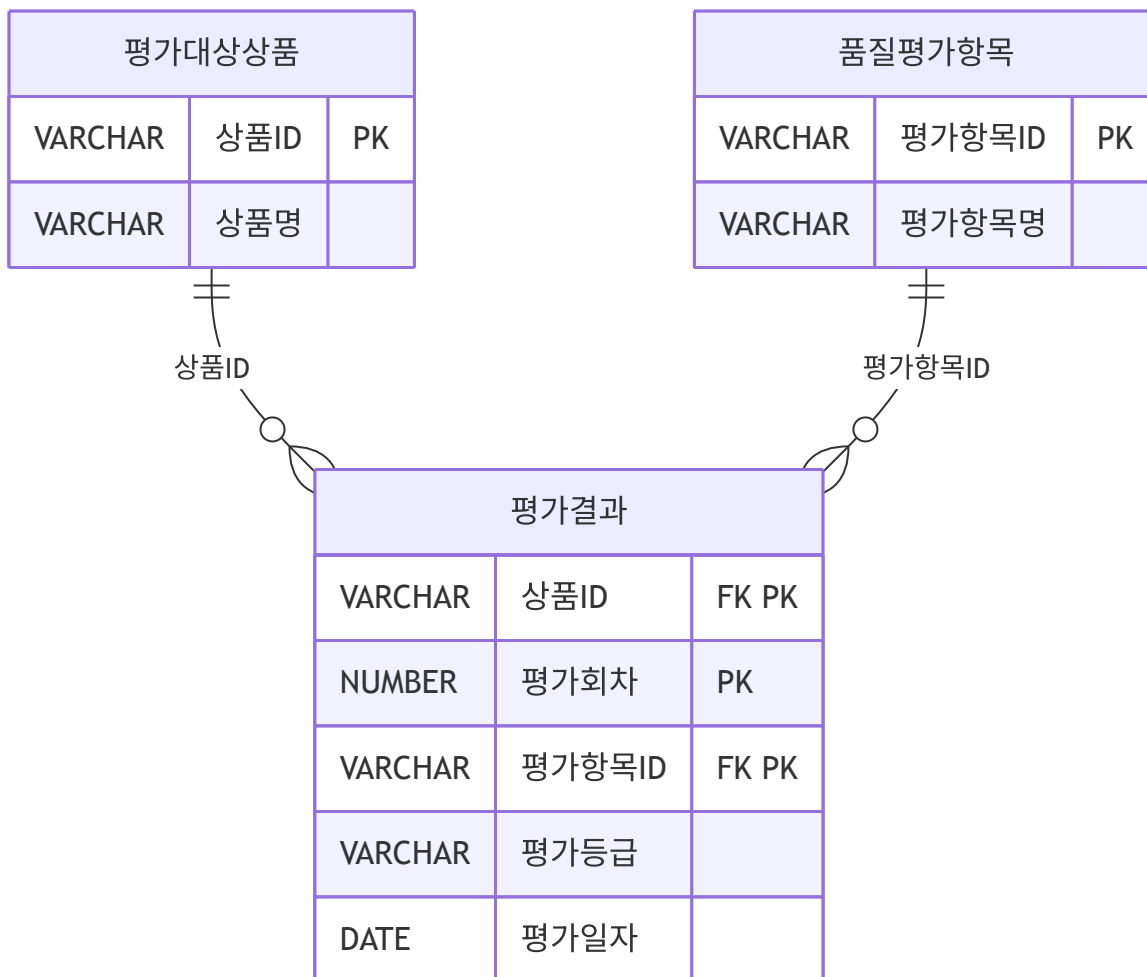 평가대상상품
VARCHAR 상품ID PK
VARCHAR 상품명
품질평가항목
VARCHAR 평가항목ID PK
VARCHAR 평가항목명
상품ID
평가항목ID
평가결과
VARCHAR 상품ID FK PK
NUMBER 평가회차 PK
VARCHAR 평가항목ID FK PK
VARCHAR 평가등급
DATE 평가일자